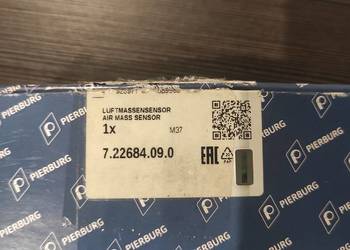 PIERBURG
LUFTMASSENSENSOR
AIR MASS SENSOR
1x
M37
7.22684.09.0
EAC
PIERBURG
PIERBURG
PIERBURG
PIERBURG